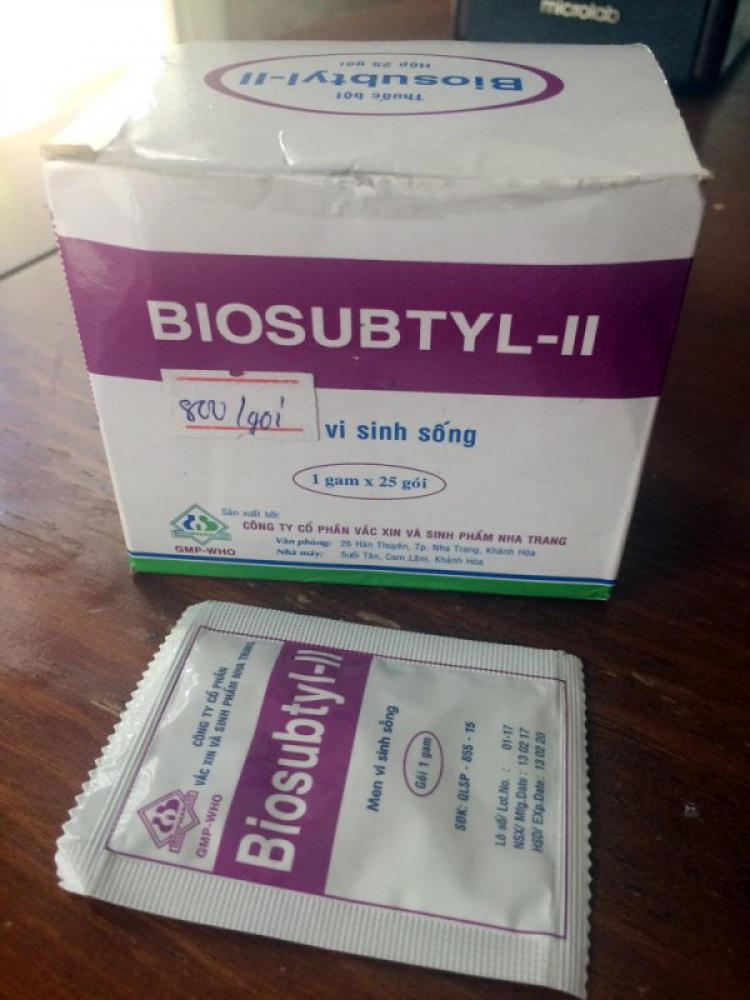 microlab
Thuốc bột
Biosubtyl-II
Hộp 25 gói
BIOSUBTYL-II
800/gói
vi sinh sống
1 gam x 25 gói
Sản xuất bởi:
CÔNG TY CỔ PHẦN VẮC XIN VÀ SINH PHẨM NHA TRANG
Văn phòng: 26 Hàn Thuyên, Tp. Nha Trang, Khánh Hòa
Nhà máy: Suối Tân, Cam Lâm, Khánh Hòa
GMP-WHO
CÔNG TY CỔ PHẦN
VẮC XIN VÀ SINH PHẨM NHA TRANG
GMP-WHO
Biosubtyl-II
Men vi sinh sống
Gói 1 gam
SĐK: QLSP - 855 - 15
Lô số/ Lot.No. : 01-17
NSX/ Mfg.Date : 13 02 17
HSD/ EXp.Date : 13 02 20